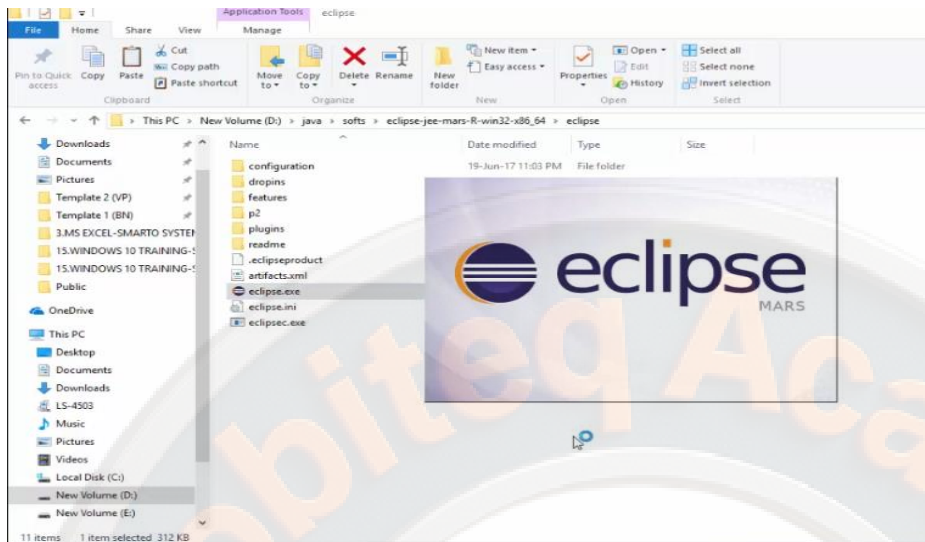 Application Tools eclipse
File Home Share View Manage
Pin to Quick access
Copy
Paste
Cut
Copy path
Paste shortcut
Move to
Copy to
Delete
Rename
New folder
New item
Easy access
Properties
Open
Edit
History
Select all
Select none
Invert selection
Clipboard Organize New Open Select
This PC > New Volume (D:) > java > softs > eclipse-jee-mars-R-win32-x86_64 > eclipse
Downloads
Documents
Pictures
Template 2 (VP)
Template 1 (BN)
3.MS EXCEL-SMARTO SYSTEM
15.WINDOWS 10 TRAINING-S
15.WINDOWS 10 TRAINING-S
Public
OneDrive
This PC
Desktop
Documents
Downloads
LS-4503
Music
Pictures
Videos
Local Disk (C:)
New Volume (D:)
New Volume (E:)
Name Date modified Type Size
configuration 19-Jun-17 11:03 PM File folder
dropins
features
p2
plugins
readme
.eclipseproduct
artifacts.xml
eclipse.exe
eclipse.ini
eclipsec.exe
eclipse
MARS
obiteq Aca
11 items 1 item selected 312 KB